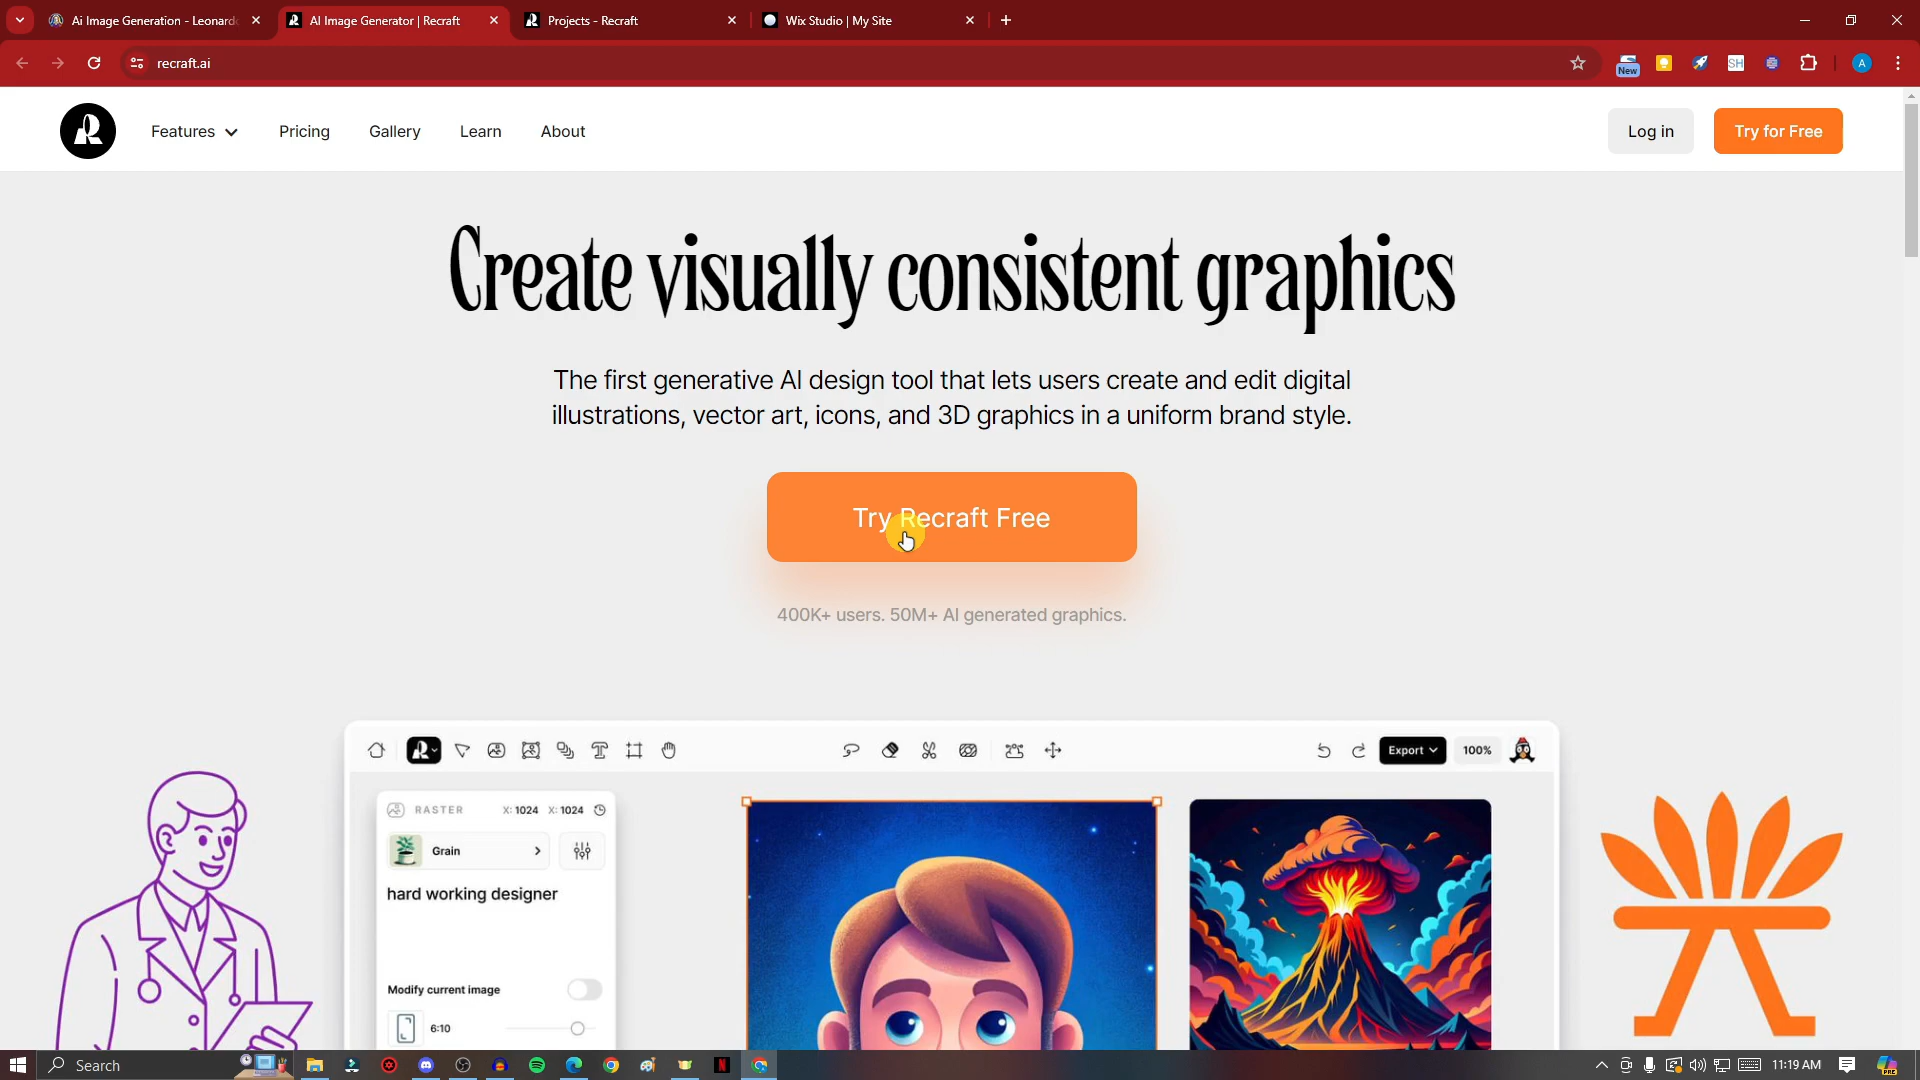 Ai Image Generation - Leonardo
AI Image Generator | Recraft
Projects - Recraft
Wix Studio | My Site
recraft.ai
SH
New
A
Features
Pricing
Gallery
Learn
About
Log in
Try for Free
Create visually consistent graphics
The first generative AI design tool that lets users create and edit digital
illustrations, vector art, icons, and 3D graphics in a uniform brand style.
Try Recraft Free
400K+ users. 50M+ AI generated graphics.
Export
100%
RASTER
X: 1024 X: 1024
Grain
hard working designer
Modify current image
6:10
Search
11:19 AM
PRE